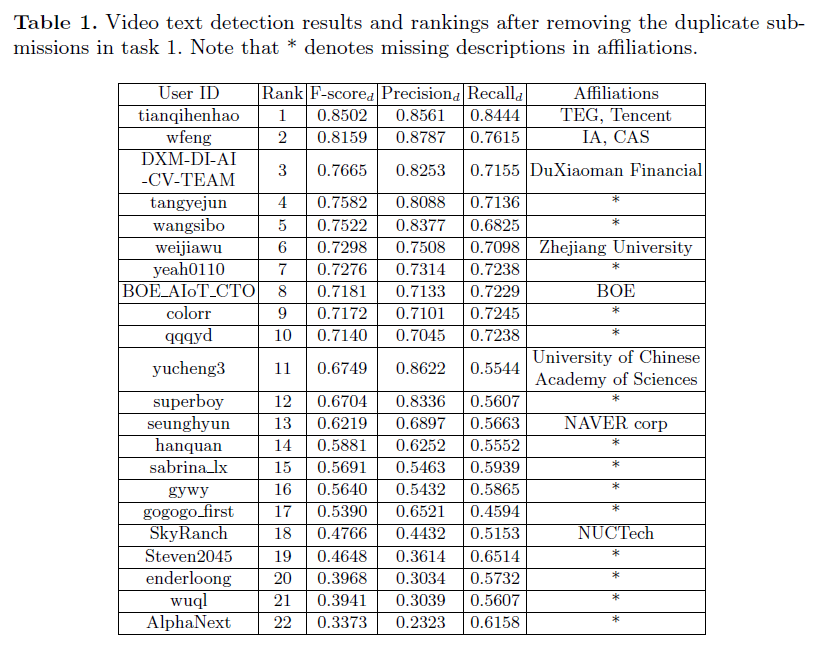 Table 1. Video text detection results and rankings after removing the duplicate sub-
missions in task 1. Note that * denotes missing descriptions in affiliations.
User ID Rank F-score_d Precision_d Recall_d Affiliations
tianqihenhao 1 0.8502 0.8561 0.8444 TEG, Tencent
wfeng 2 0.8159 0.8787 0.7615 IA, CAS
DXM-DI-AI
-CV-TEAM 3 0.7665 0.8253 0.7155 DuXiaoman Financial
tangyejun 4 0.7582 0.8088 0.7136 *
wangsibo 5 0.7522 0.8377 0.6825 *
weijiawu 6 0.7298 0.7508 0.7098 Zhejiang University
yeah0110 7 0.7276 0.7314 0.7238 *
BOE_AIoT_CTO 8 0.7181 0.7133 0.7229 BOE
colorr 9 0.7172 0.7101 0.7245 *
qqqyd 10 0.7140 0.7045 0.7238 *
yucheng3 11 0.6749 0.8622 0.5544 University of Chinese
Academy of Sciences
superboy 12 0.6704 0.8336 0.5607 *
seunghyun 13 0.6219 0.6897 0.5663 NAVER corp
hanquan 14 0.5881 0.6252 0.5552 *
sabrina_lx 15 0.5691 0.5463 0.5939 *
gywy 16 0.5640 0.5432 0.5865 *
gogogo_first 17 0.5390 0.6521 0.4594 *
SkyRanch 18 0.4766 0.4432 0.5153 NUCTech
Steven2045 19 0.4648 0.3614 0.6514 *
enderloong 20 0.3968 0.3034 0.5732 *
wuql 21 0.3941 0.3039 0.5607 *
AlphaNext 22 0.3373 0.2323 0.6158 *